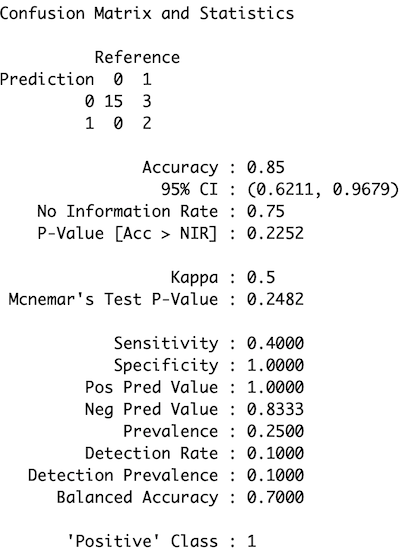 Confusion Matrix and Statistics
Reference
Prediction 0 1
0 15 3
1 0 2
Accuracy : 0.85
95% CI : (0.6211, 0.9679)
No Information Rate : 0.75
P-Value [Acc > NIR] : 0.2252
Kappa : 0.5
Mcnemar's Test P-Value : 0.2482
Sensitivity : 0.4000
Specificity : 1.0000
Pos Pred Value : 1.0000
Neg Pred Value : 0.8333
Prevalence : 0.2500
Detection Rate : 0.1000
Detection Prevalence : 0.1000
Balanced Accuracy : 0.7000
'Positive' Class : 1